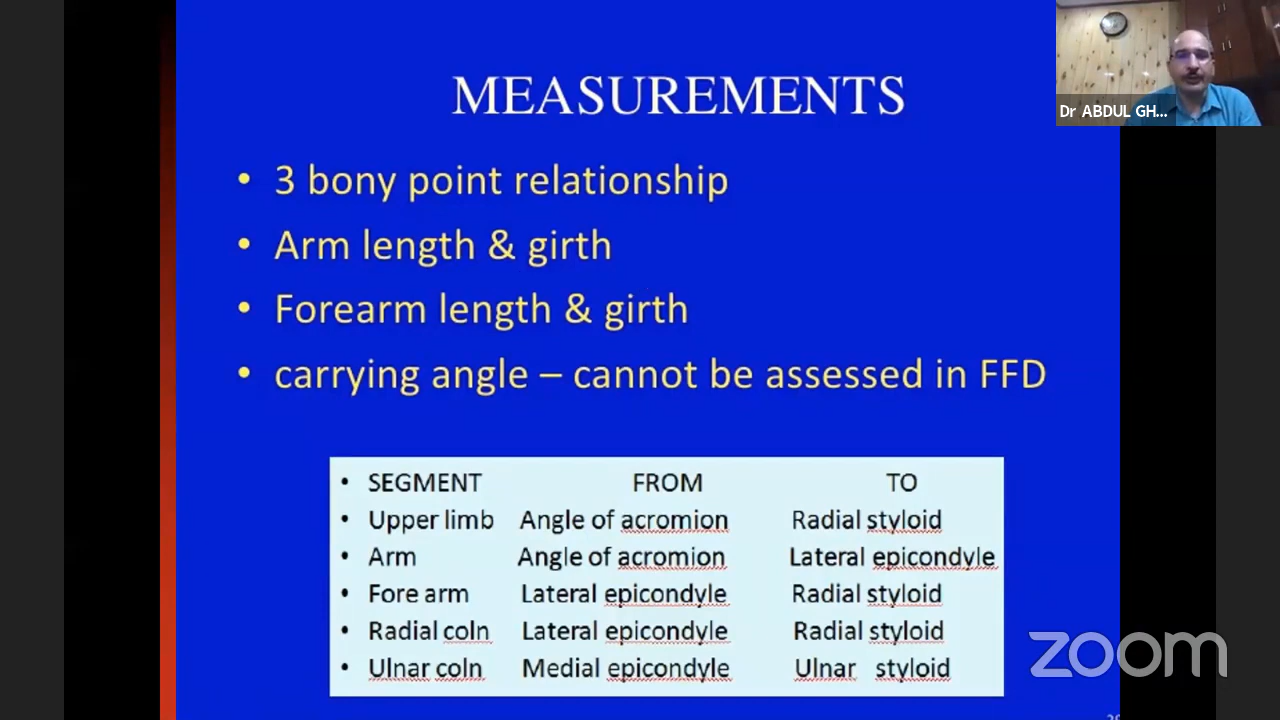 MEASUREMENTS
Dr ABDUL GH...
• 3 bony point relationship
• Arm length & girth
• Forearm length & girth
• carrying angle – cannot be assessed in FFD
• SEGMENT FROM TO
• Upper limb Angle of acromion Radial styloid
• Arm Angle of acromion Lateral epicondyle
• Fore arm Lateral epicondyle Radial styloid
• Radial coln Lateral epicondyle Radial styloid
• Ulnar coln Medial epicondyle Ulnar styloid
zoom